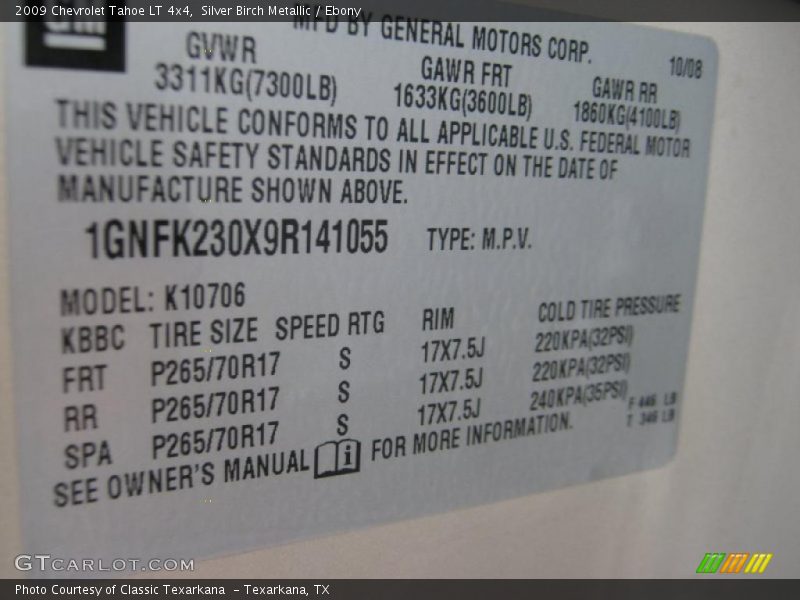 2009 Chevrolet Tahoe LT 4x4, Silver Birch Metallic / Ebony
gm
MFD BY GENERAL MOTORS CORP.
10/08
GVWR GAWR FRT GAWR RR
3311KG(7300LB) 1633KG(3600LB) 1860KG(4100LB)
THIS VEHICLE CONFORMS TO ALL APPLICABLE U.S. FEDERAL MOTOR
VEHICLE SAFETY STANDARDS IN EFFECT ON THE DATE OF
MANUFACTURE SHOWN ABOVE.
1GNFK230X9R141055 TYPE: M.P.V.
MODEL: K10706
KBBC TIRE SIZE SPEED RTG RIM COLD TIRE PRESSURE
FRT P265/70R17 S 17X7.5J 220KPA(32PSI)
RR P265/70R17 S 17X7.5J 220KPA(32PSI)
SPA P265/70R17 S 17X7.5J 240KPA(35PSI)
F 446 LB
T 346 LB
SEE OWNER'S MANUAL i FOR MORE INFORMATION.
GTCARLOT.COM
Photo Courtesy of Classic Texarkana - Texarkana, TX